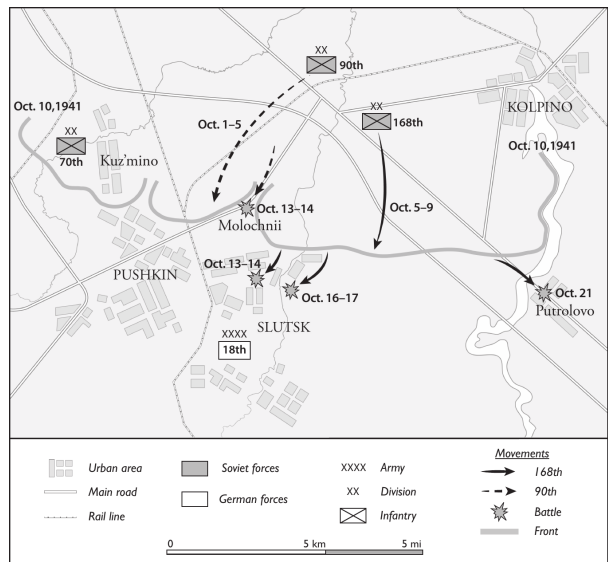 XX
90th
KOLPINO
Oct. 10, 1941
XX
168th
Oct. 1–5
XX
70th
Kuz'mino
Oct. 10, 1941
Oct. 13–14
Oct. 5–9
Molochnii
Oct. 13–14
PUSHKIN
Oct. 16–17
Oct. 21
Putrolovo
SLUTSK
XXXX
18th
Urban area
Main road
Rail line
Soviet forces
German forces
XXXX Army
XX Division
Infantry
Movements
168th
90th
Battle
Front
0 5 km 5 mi